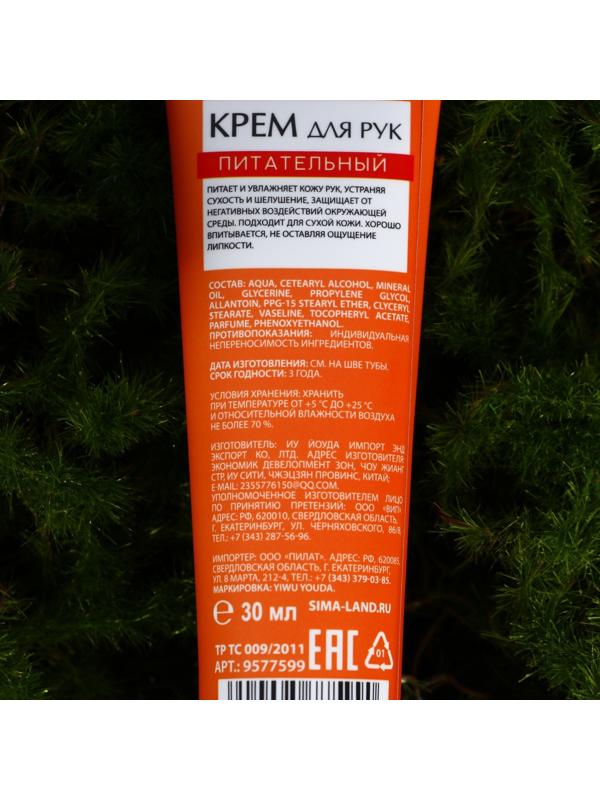 КРЕМ ДЛЯ РУК
ПИТАТЕЛЬНЫЙ
ПИТАЕТ И УВЛАЖНЯЕТ КОЖУ РУК, УСТРАНЯЯ
СУХОСТЬ И ШЕЛУШЕНИЕ, ЗАЩИЩАЕТ ОТ
НЕГАТИВНЫХ ВОЗДЕЙСТВИЙ ОКРУЖАЮЩЕЙ
СРЕДЫ. ПОДХОДИТ ДЛЯ СУХОЙ КОЖИ. ХОРОШО
ВПИТЫВАЕТСЯ, НЕ ОСТАВЛЯЯ ОЩУЩЕНИЕ
ЛИПКОСТИ.
СОСТАВ: AQUA, CETEARYL ALCOHOL, MINERAL
OIL, GLYCERINE, PROPYLENE GLYCOL,
ALLANTOIN, PPG-15 STEARYL ETHER, GLYCERYL
STEARATE, VASELINE, TOCOPHERYL ACETATE,
PARFUME, PHENOXYETHANOL.
ПРОТИВОПОКАЗАНИЯ: ИНДИВИДУАЛЬНАЯ
НЕПЕРЕНОСИМОСТЬ ИНГРЕДИЕНТОВ.
ДАТА ИЗГОТОВЛЕНИЯ: СМ. НА ШВЕ ТУБЫ.
СРОК ГОДНОСТИ: 3 ГОДА.
УСЛОВИЯ ХРАНЕНИЯ: ХРАНИТЬ
ПРИ ТЕМПЕРАТУРЕ ОТ +5 °С ДО +25 °С
И ОТНОСИТЕЛЬНОЙ ВЛАЖНОСТИ ВОЗДУХА
НЕ БОЛЕЕ 70 %.
ИЗГОТОВИТЕЛЬ: ИУ ЙОУДА ИМПОРТ ЭНД
ЭКСПОРТ КО, ЛТД. АДРЕС ИЗГОТОВИТЕЛЯ
ЭКОНОМИК ДЕВЕЛОПМЕНТ ЗОН, ЧОУ ЖИАНГ
СТР, ИУ СИТИ, ЧЖЭЦЗЯН ПРОВИНС, КИТАЙ;
E-MAIL: 2355776150@QQ.COM.
УПОЛНОМОЧЕННОЕ ИЗГОТОВИТЕЛЕМ ЛИЦО
ПО ПРИНЯТИЮ ПРЕТЕНЗИЙ: ООО «ВИП»
АДРЕС: РФ, 620010, СВЕРДЛОВСКАЯ ОБЛАСТЬ,
Г. ЕКАТЕРИНБУРГ, УЛ. ЧЕРНЯХОВСКОГО, 86/8,
ТЕЛ.: +7 (343) 287-56-96.
ИМПОРТЕР: ООО «ПИЛАТ». АДРЕС: РФ, 620085,
СВЕРДЛОВСКАЯ ОБЛАСТЬ, Г. ЕКАТЕРИНБУРГ,
УЛ. 8 МАРТА, 212-4, ТЕЛ.: +7 (343) 379-03-85.
МАРКИРОВКА: YIWU YOUDA.
℮ 30 МЛ SIMA-LAND.RU
ТР ТС 009/2011
АРТ.: 9577599
EAC
01